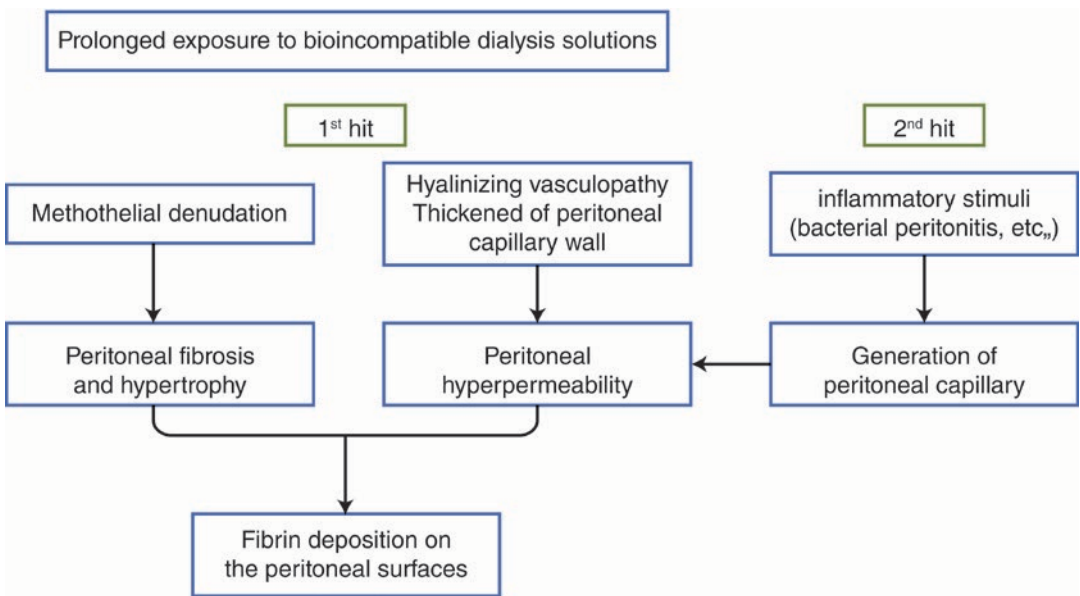 Prolonged exposure to bioincompatible dialysis solutions
1st hit
2nd hit
Methothelial denudation
Hyalinizing vasculopathy
Thickened of peritoneal
capillary wall
inflammatory stimuli
(bacterial peritonitis, etc,,)
Peritoneal fibrosis
and hypertrophy
Peritoneal
hyperpermeability
Generation of
peritoneal capillary
Fibrin deposition on
the peritoneal surfaces